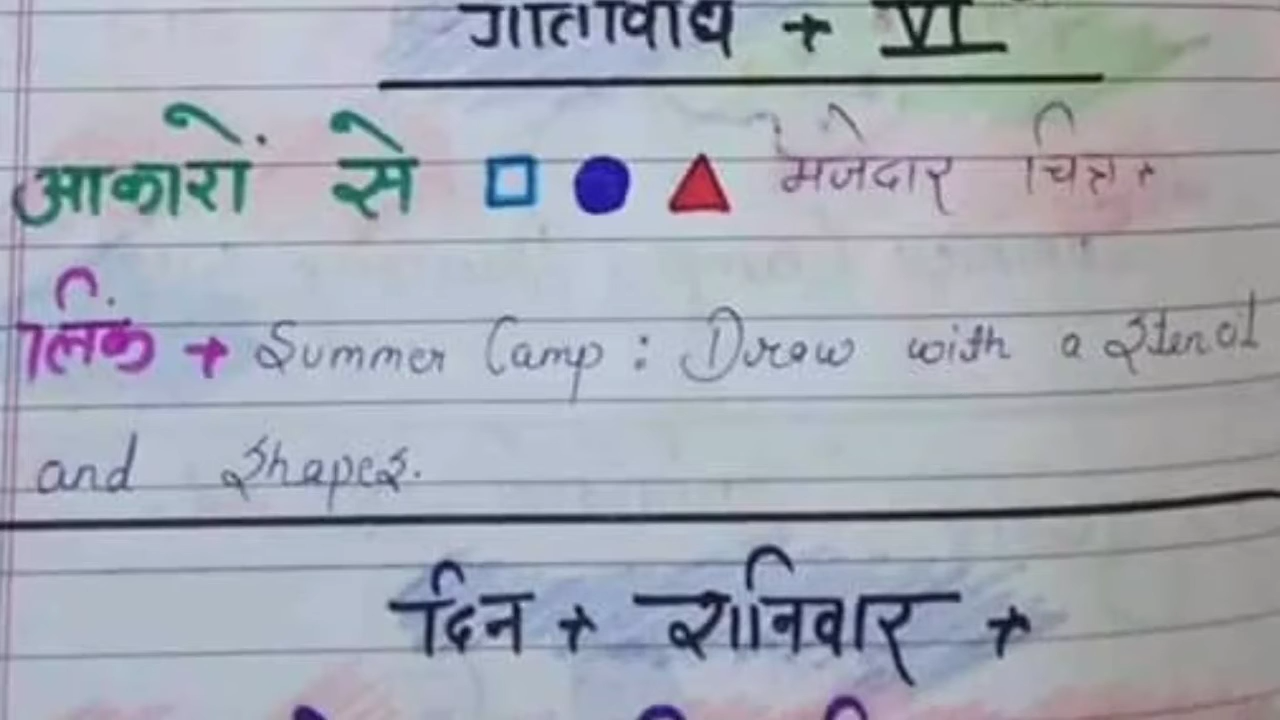 गतिविधि → VI
आकारों से मजेदार चित्र →
लिंक → Summer Camp : Draw with a Stencil
and Shapes.
दिन → शनिवार →